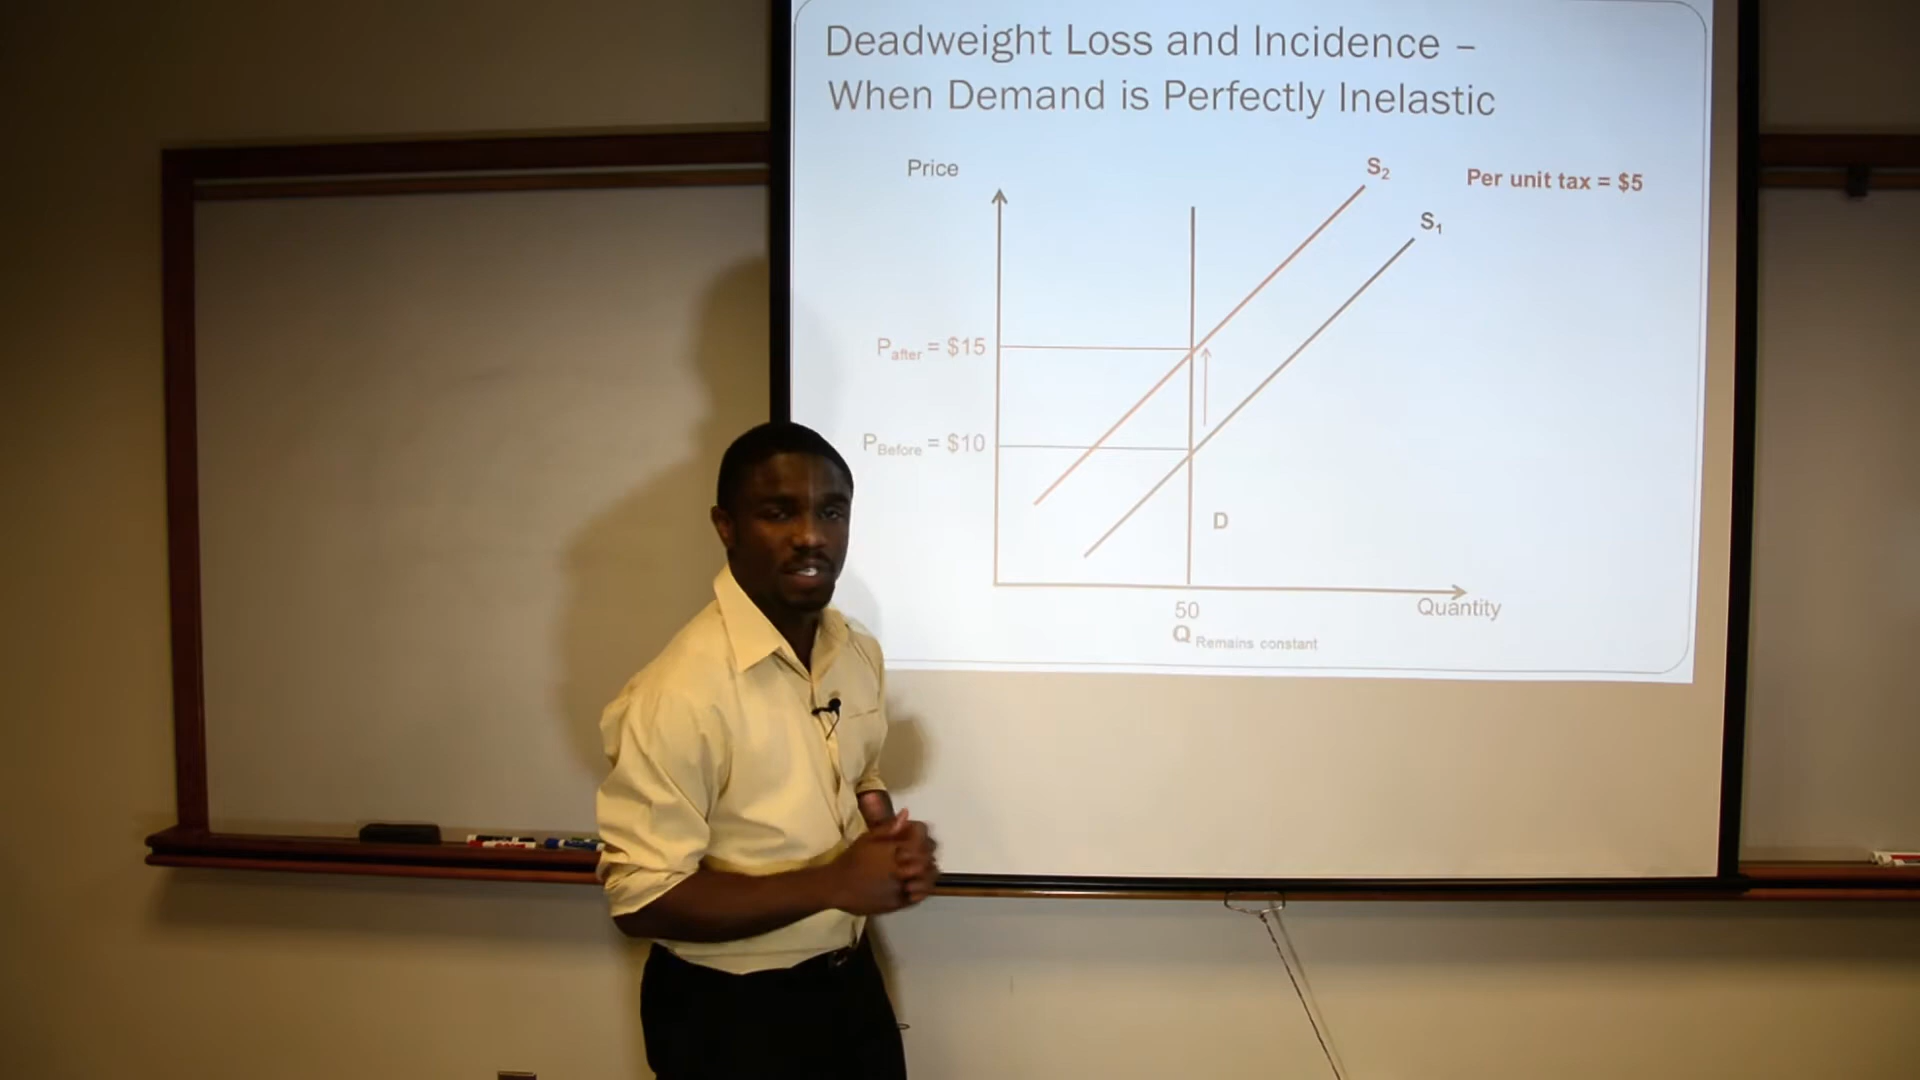 Deadweight Loss and Incidence –
When Demand is Perfectly Inelastic
Price
S2
Per unit tax = $5
S1
Pafter = $15
PBefore = $10
D
50
Quantity
Q Remains constant